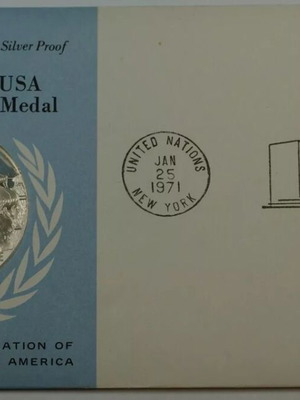 Silver Proof
USA
Medal
UNITED NATIONS
JAN
25
1971
NEW YORK
ATION OF
AMERICA